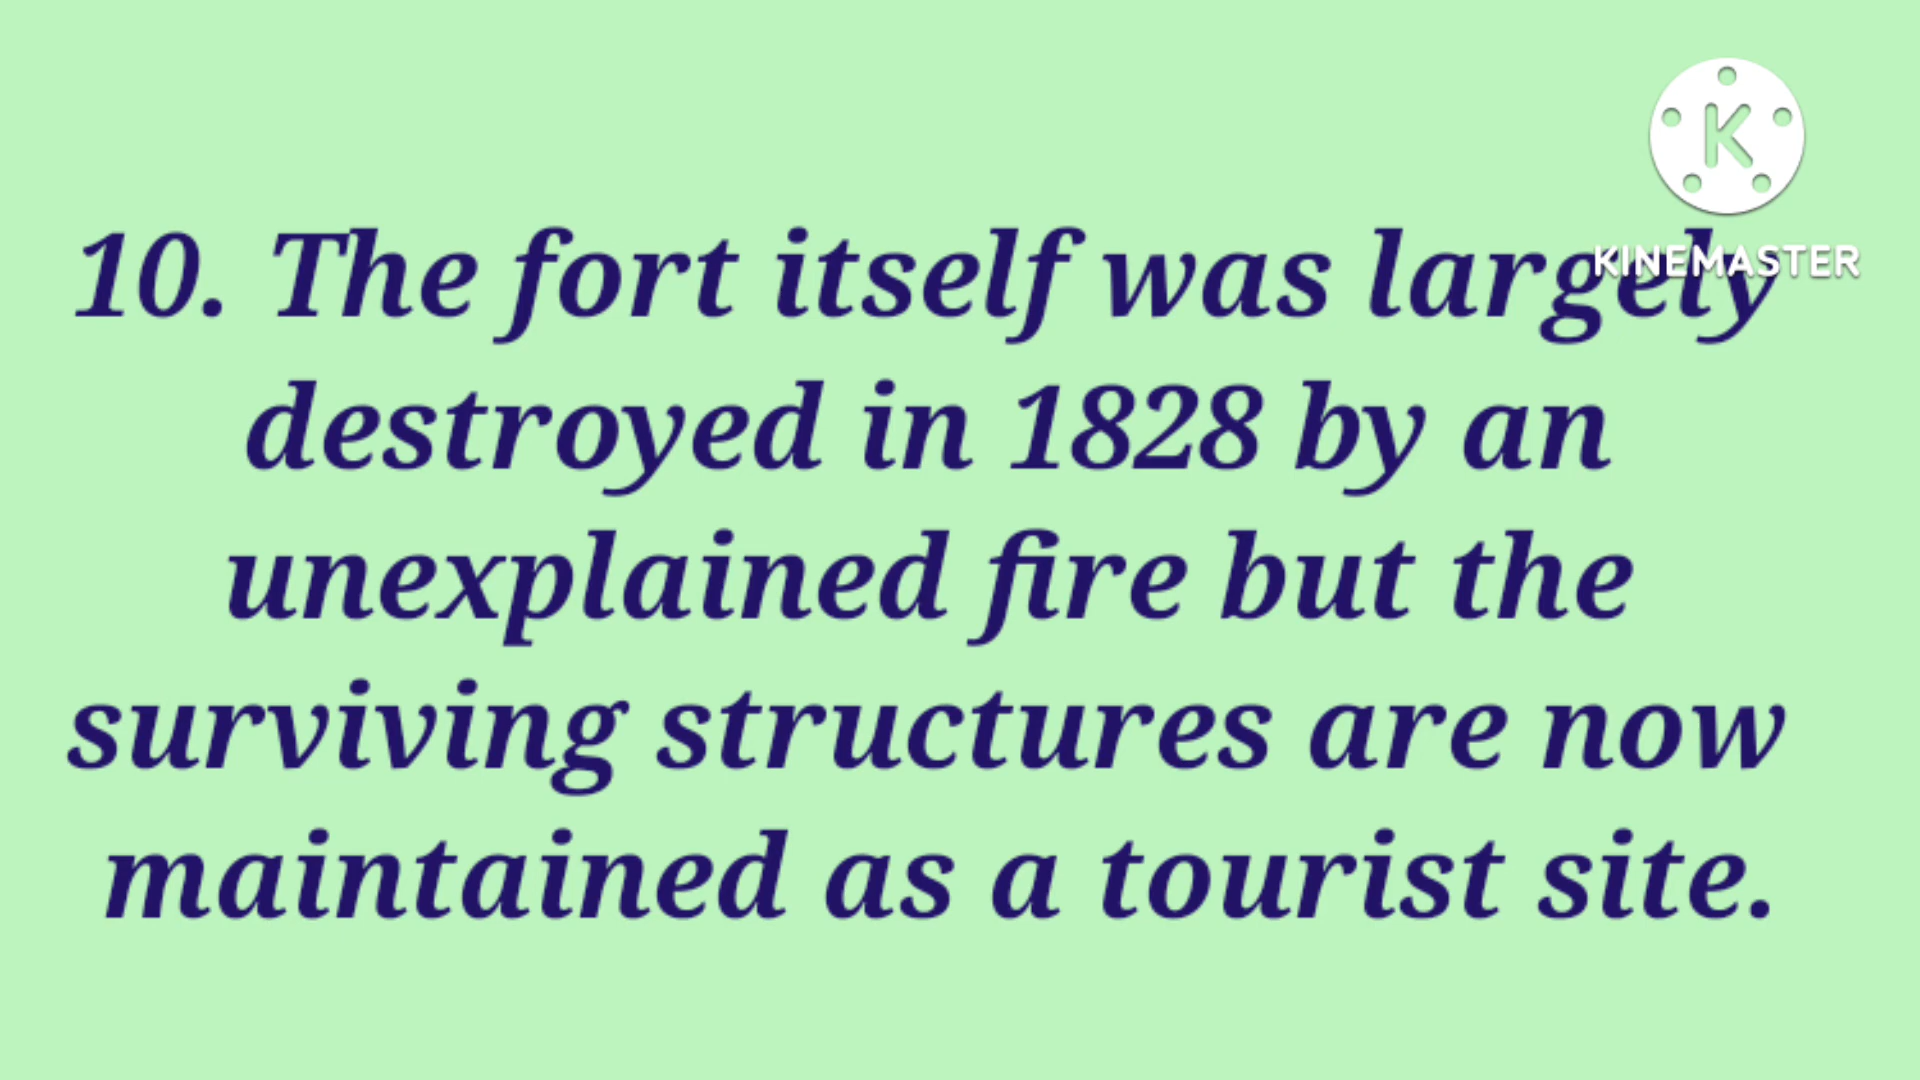 K
KINEMASTER
10. The fort itself was largely
destroyed in 1828 by an
unexplained fire but the
surviving structures are now
maintained as a tourist site.